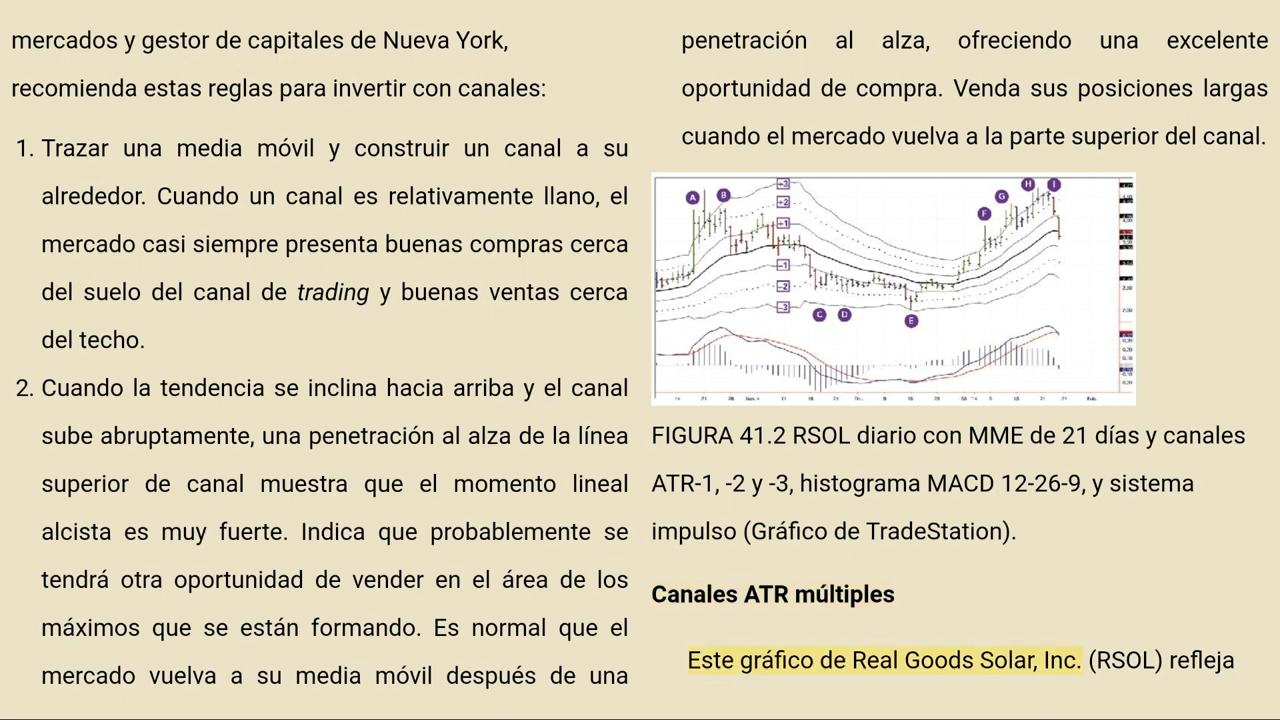 mercados y gestor de capitales de Nueva York,
recomienda estas reglas para invertir con canales:
1. Trazar una media móvil y construir un canal a su
alrededor. Cuando un canal es relativamente llano, el
mercado casi siempre presenta buenas compras cerca
del suelo del canal de trading y buenas ventas cerca
del techo.
2. Cuando la tendencia se inclina hacia arriba y el canal
sube abruptamente, una penetración al alza de la línea
superior de canal muestra que el momento lineal
alcista es muy fuerte. Indica que probablemente se
tendrá otra oportunidad de vender en el área de los
máximos que se están formando. Es normal que el
mercado vuelva a su media móvil después de una
penetración al alza, ofreciendo una excelente
oportunidad de compra. Venda sus posiciones largas
cuando el mercado vuelva a la parte superior del canal.
A B +3 +2 +1 -1 -2 -3 C D E F G H I
FIGURA 41.2 RSOL diario con MME de 21 días y canales
ATR-1, -2 y -3, histograma MACD 12-26-9, y sistema
impulso (Gráfico de TradeStation).
Canales ATR múltiples
Este gráfico de Real Goods Solar, Inc. (RSOL) refleja